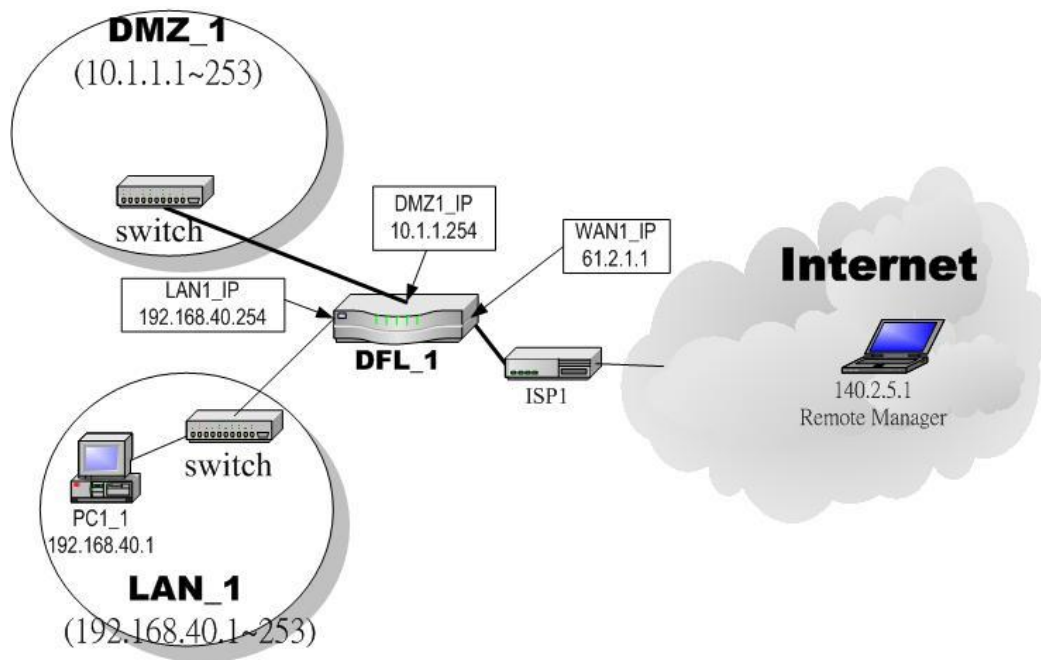 DMZ_1
(10.1.1.1~253)
switch
DMZ1_IP
10.1.1.254
WAN1_IP
61.2.1.1
LAN1_IP
192.168.40.254
DFL_1
ISP1
Internet
140.2.5.1
Remote Manager
switch
PC1_1
192.168.40.1
LAN_1
(192.168.40.1~253)